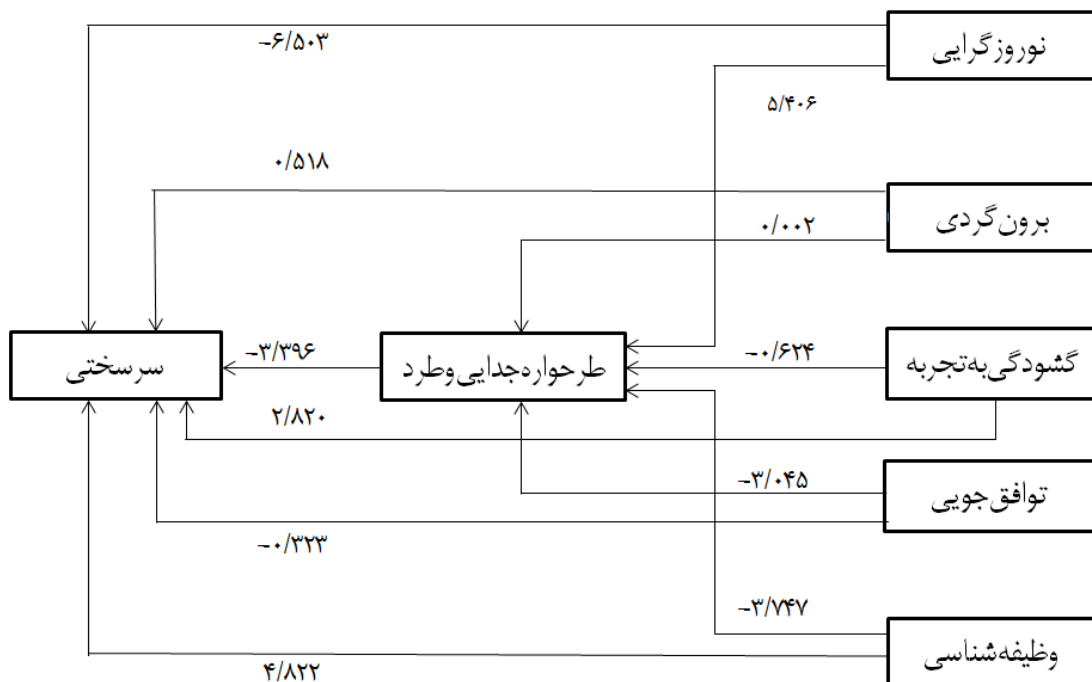 نوروزگرایی
-۶/۵۰۳
۵/۴۰۶
۰/۵۱۸
برون‌گردی
۰/۰۰۲
گشودگی‌به‌تجربه
-۰/۶۲۴
طرحواره‌جدایی‌وطرد
-۳/۳۹۶
سرسختی
۲/۸۲۰
توافق‌جویی
-۳/۰۴۵
-۰/۳۲۳
-۳/۷۴۷
وظیفه‌شناسی
۴/۸۲۲